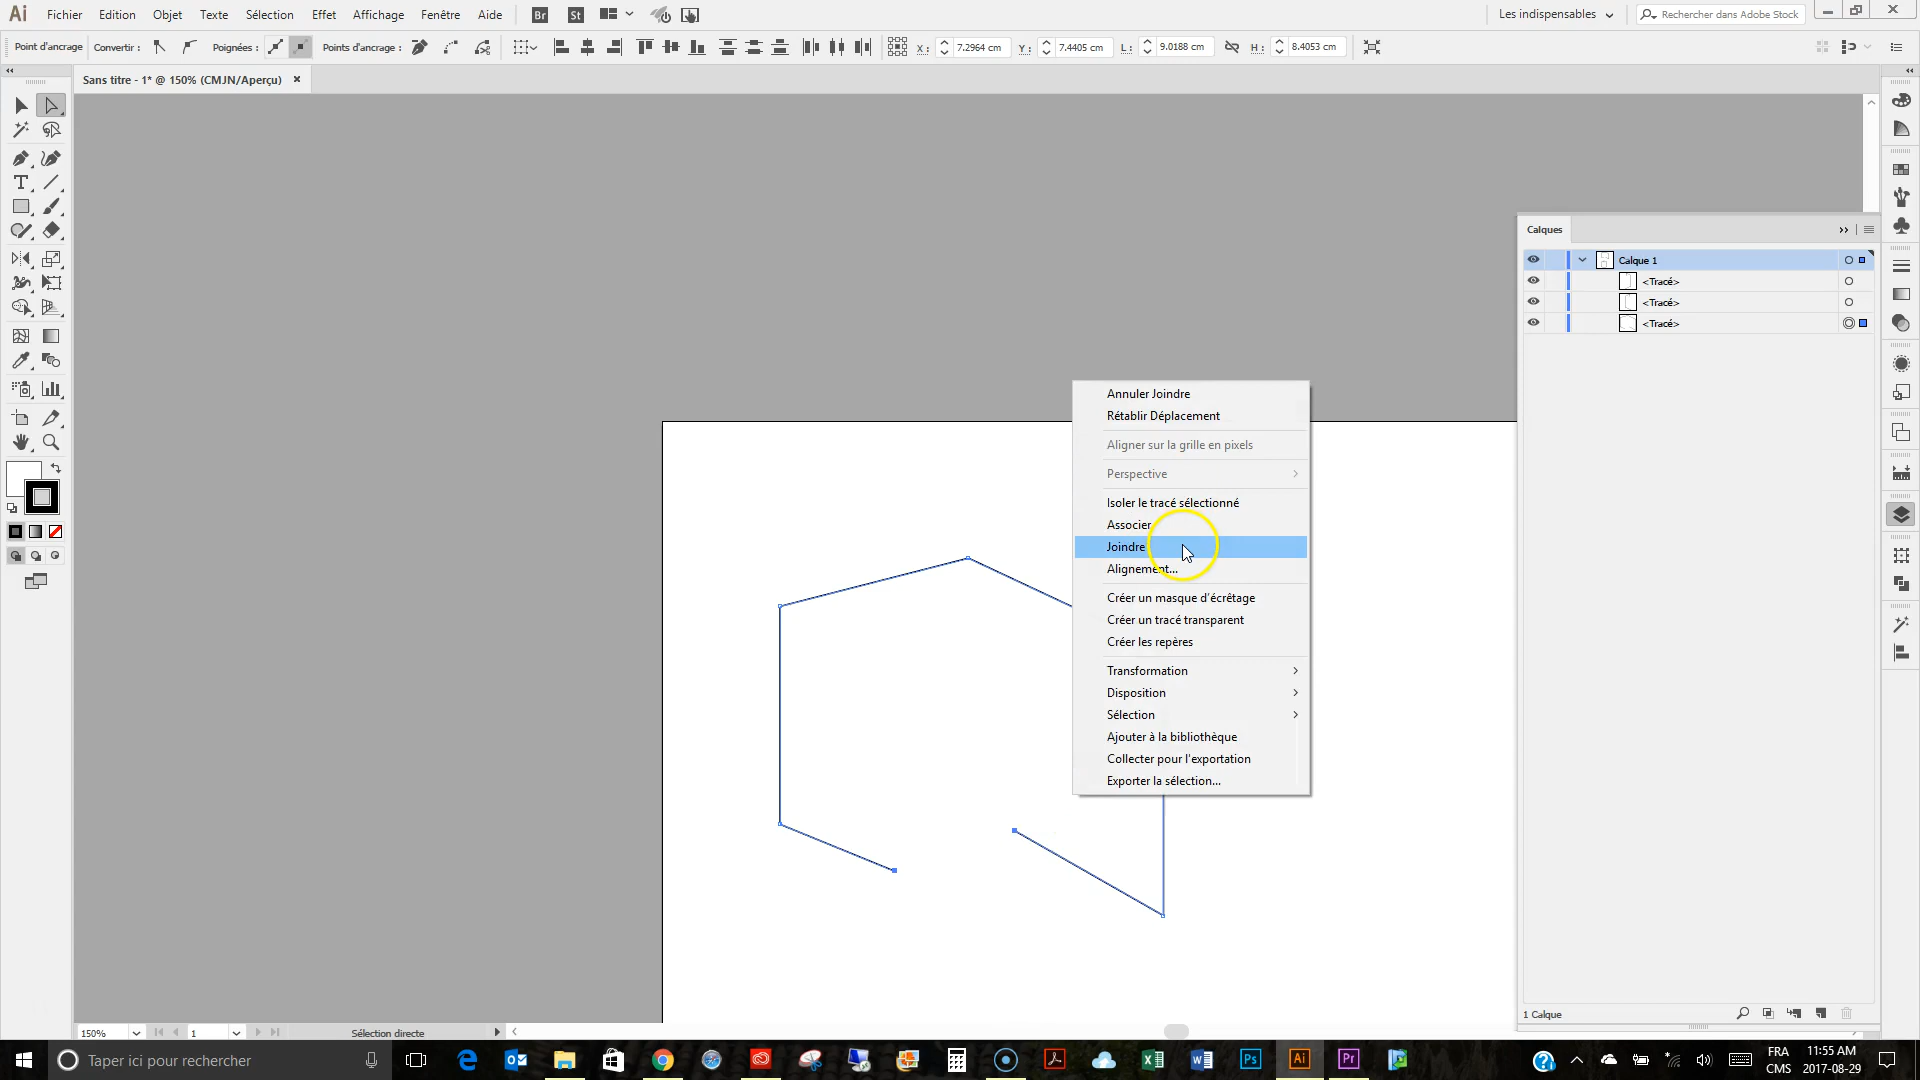 Ai Fichier Edition Objet Texte Sélection Effet Affichage Fenêtre Aide Br St Les indispensables Rechercher dans Adobe Stock
Point d'ancrage Convertir : Poignées : Points d'ancrage : X : 7.2964 cm Y : 7.4405 cm L : 9.0188 cm H : 8.4053 cm
Sans titre - 1* @ 150% (CMJN/Aperçu) ×
Calques
Calque 1
<Tracé>
<Tracé>
<Tracé>
Annuler Joindre
Rétablir Déplacement
Aligner sur la grille en pixels
Perspective
Isoler le tracé sélectionné
Associer
Joindre
Alignement...
Créer un masque d'écrêtage
Créer un tracé transparent
Créer les repères
Transformation
Disposition
Sélection
Ajouter à la bibliothèque
Collecter pour l'exportation
Exporter la sélection...
1 Calque
150% 1 Sélection directe
Taper ici pour rechercher Ps Ai Pr FRA 11:55 AM
CMS 2017-08-29